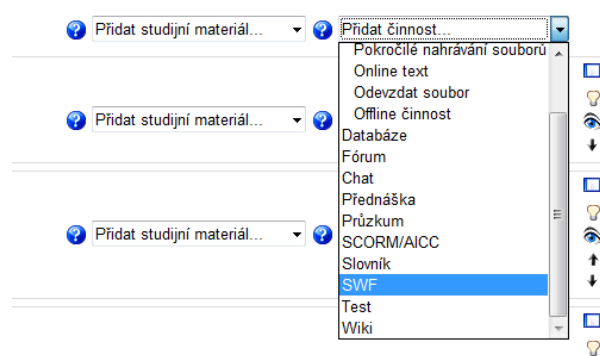 Přidat studijní materiál... Přidat činnost...
Pokročilé nahrávání souborů
Online text
Odevzdat soubor
Přidat studijní materiál... Offline činnost
Databáze
Fórum
Chat
Přednáška
Průzkum
Přidat studijní materiál... SCORM/AICC
Slovník
SWF
Test
Wiki